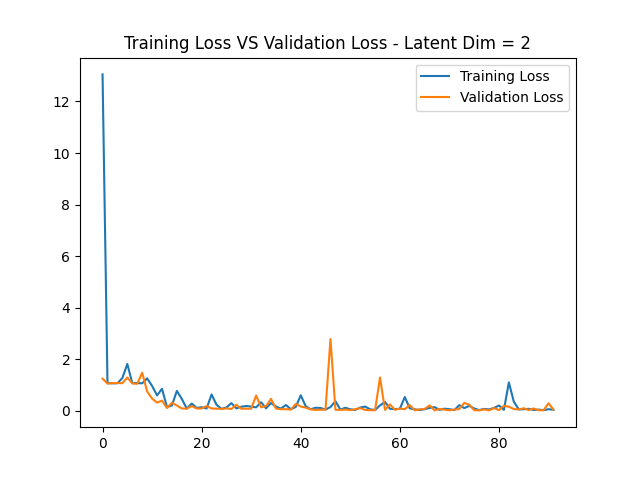 Training Loss VS Validation Loss - Latent Dim = 2
Training Loss
Validation Loss
12
10
8
6
4
2
0
0 20 40 60 80